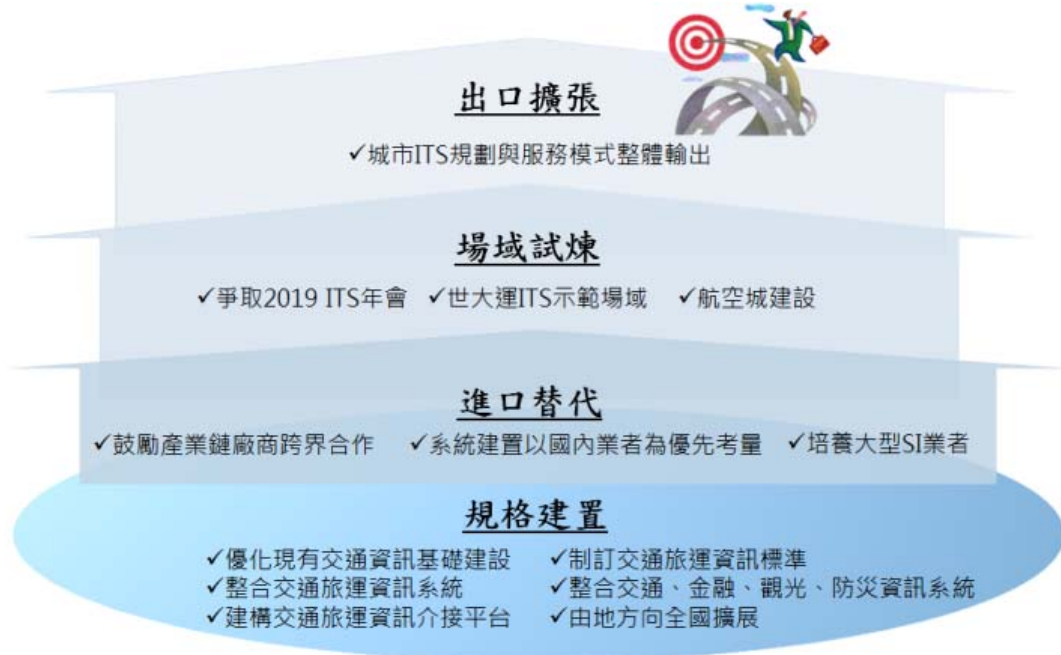 出口擴張
✓城市ITS規劃與服務模式整體輸出
場域試煉
✓爭取2019 ITS年會 ✓世大運ITS示範場域 ✓航空城建設
進口替代
✓鼓勵產業鏈廠商跨界合作 ✓系統建置以國內業者為優先考量 ✓培養大型SI業者
規格建置
✓優化現有交通資訊基礎建設 ✓制訂交通旅運資訊標準
✓整合交通旅運資訊系統 ✓整合交通、金融、觀光、防災資訊系統
✓建構交通旅運資訊介接平台 ✓由地方向全國擴展